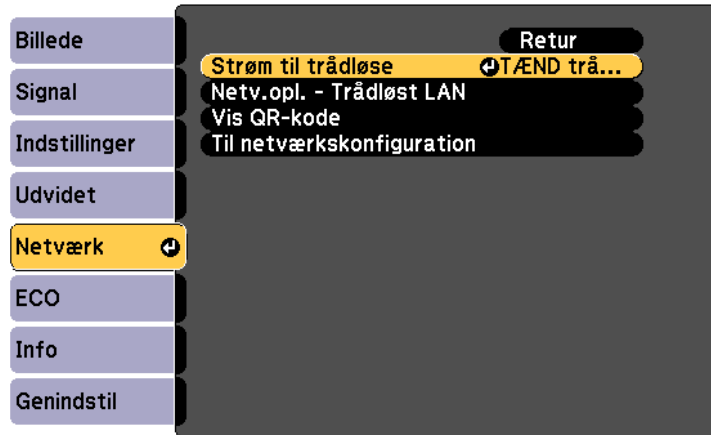 Billede
Signal
Indstillinger
Udvidet
Netværk
ECO
Info
Genindstil
Retur
Strøm til trådløse TÆND trå...
Netv.opl. - Trådløst LAN
Vis QR-kode
Til netværkskonfiguration